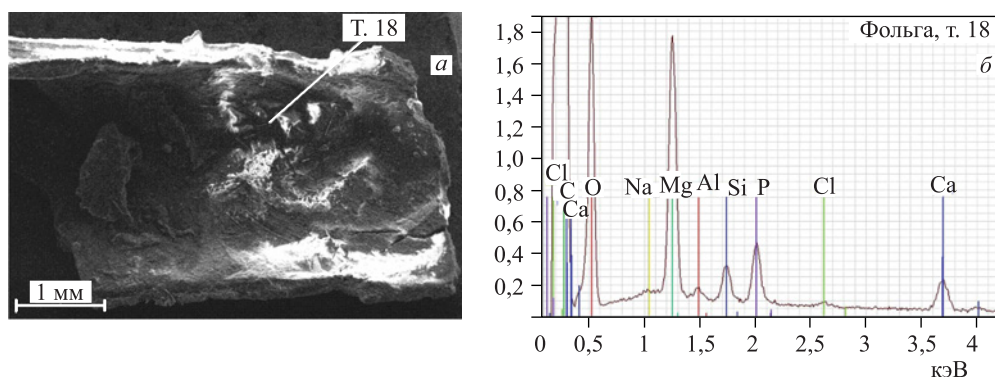 Т. 18
а
1 мм
Фольга, т. 18
б
1,8
1,6
1,4
1,2
1,0
0,8
0,6
0,4
0,2
Cl
C
Ca
O
Na
Mg
Al
Si
P
Cl
Ca
0
0,5
1
1,5
2
2,5
3
3,5
4
кэВ